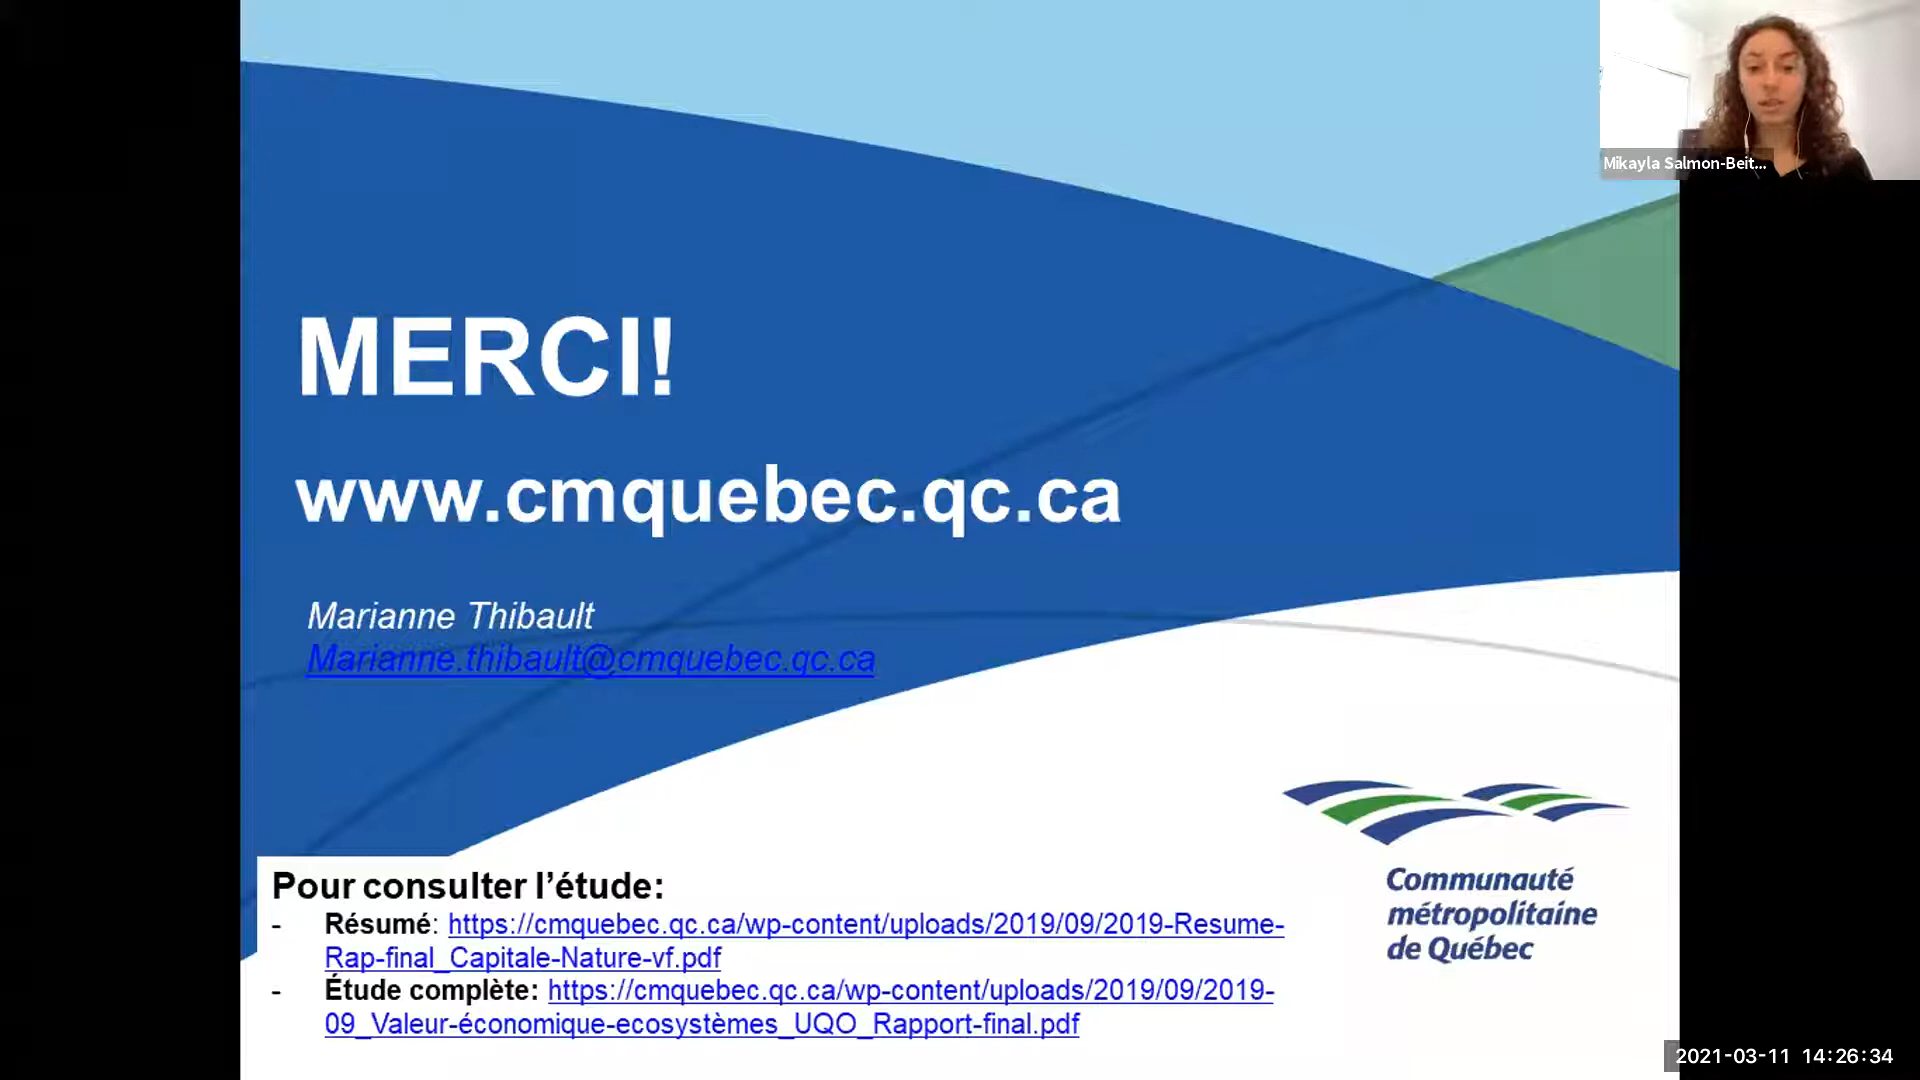 Mikayla Salmon-Beit...
MERCI!
www.cmquebec.qc.ca
Marianne Thibault
Marianne.thibault@cmquebec.qc.ca
Pour consulter l’étude:
- Résumé: https://cmquebec.qc.ca/wp-content/uploads/2019/09/2019-Resume-
Rap-final_Capitale-Nature-vf.pdf
- Étude complète: https://cmquebec.qc.ca/wp-content/uploads/2019/09/2019-
09_Valeur-économique-ecosystèmes_UQO_Rapport-final.pdf
Communauté
métropolitaine
de Québec
2021-03-11 14:26:34